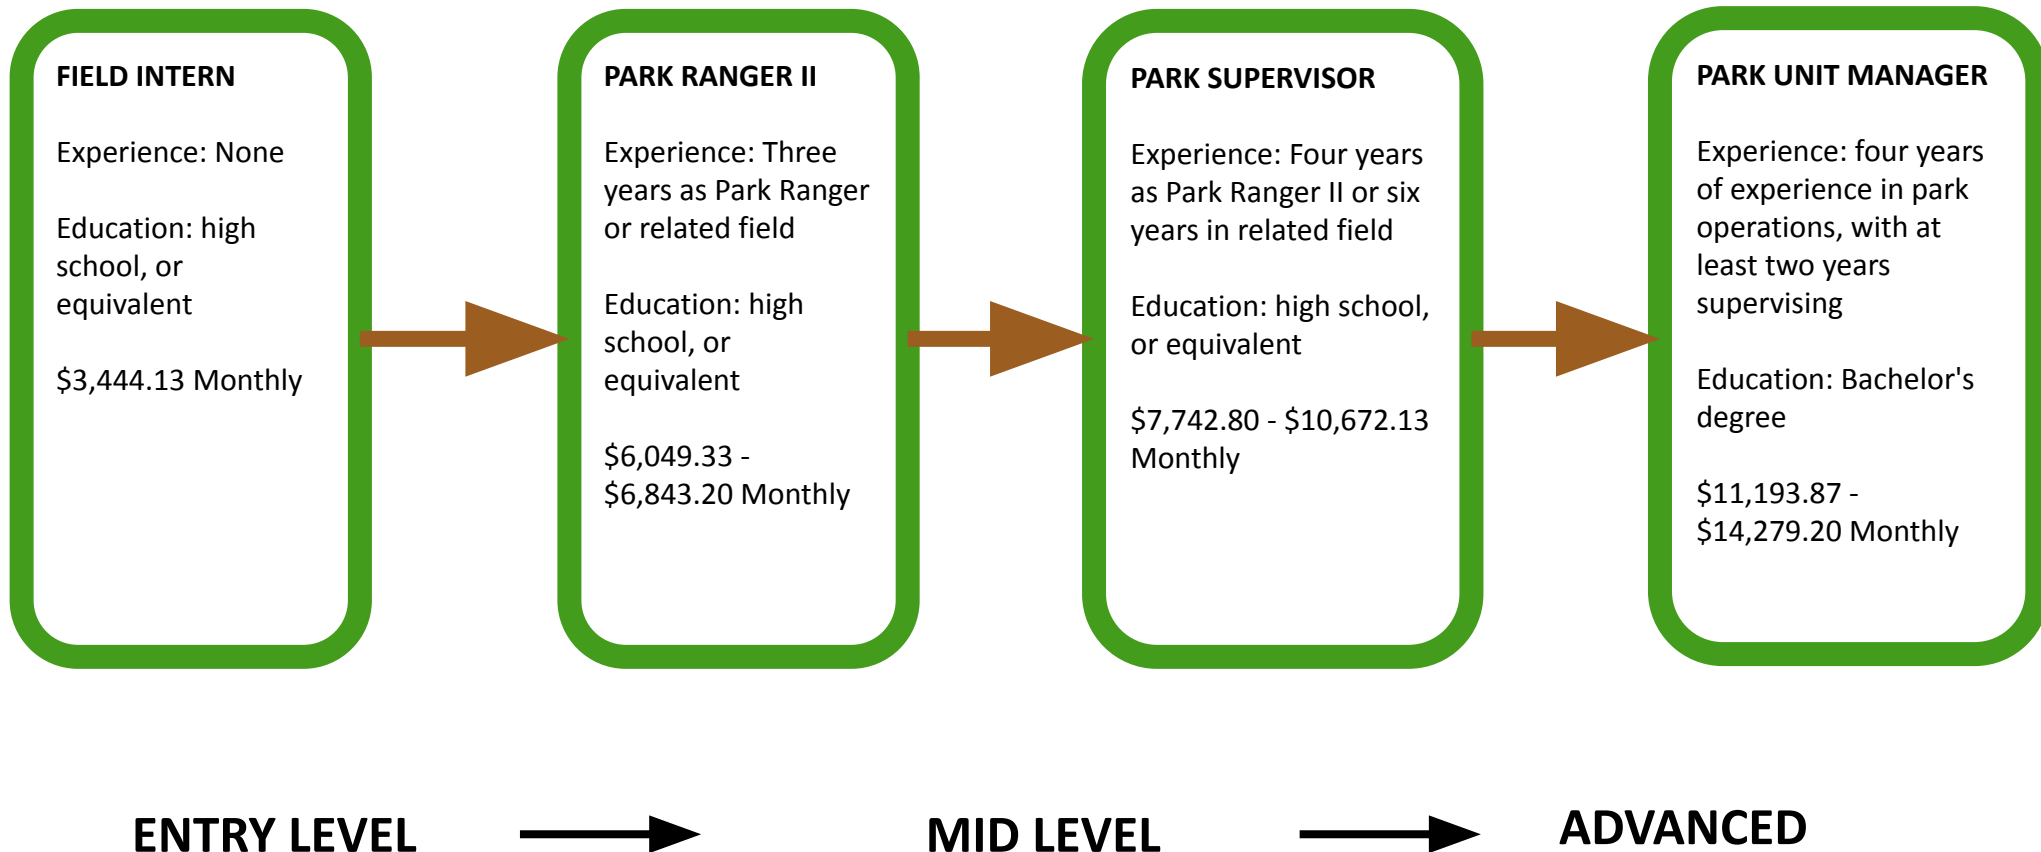 FIELD INTERN
Experience: None
Education: high
school, or
equivalent
$3,444.13 Monthly
PARK RANGER II
Experience: Three
years as Park Ranger
or related field
Education: high
school, or
equivalent
$6,049.33 -
$6,843.20 Monthly
PARK SUPERVISOR
Experience: Four years
as Park Ranger II or six
years in related field
Education: high school,
or equivalent
$7,742.80 - $10,672.13
Monthly
PARK UNIT MANAGER
Experience: four years
of experience in park
operations, with at
least two years
supervising
Education: Bachelor's
degree
$11,193.87 -
$14,279.20 Monthly
ENTRY LEVEL
MID LEVEL
ADVANCED